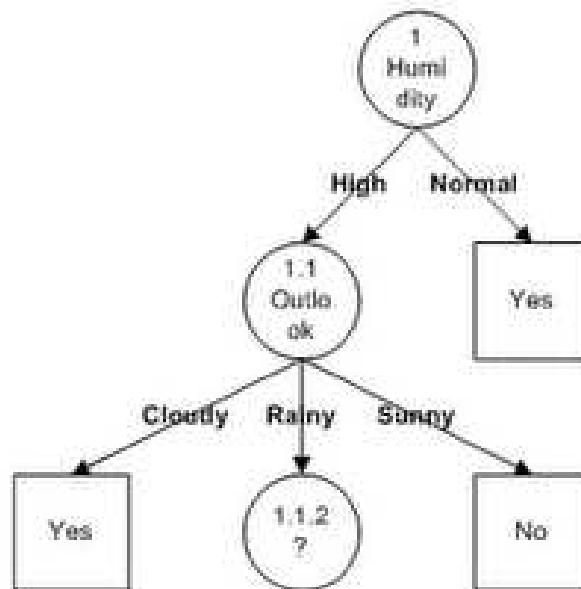 1
Humi
dity
High
Normal
1.1
Outlo
ok
Yes
Cloudy
Rainy
Sunny
Yes
1.1.2
?
No